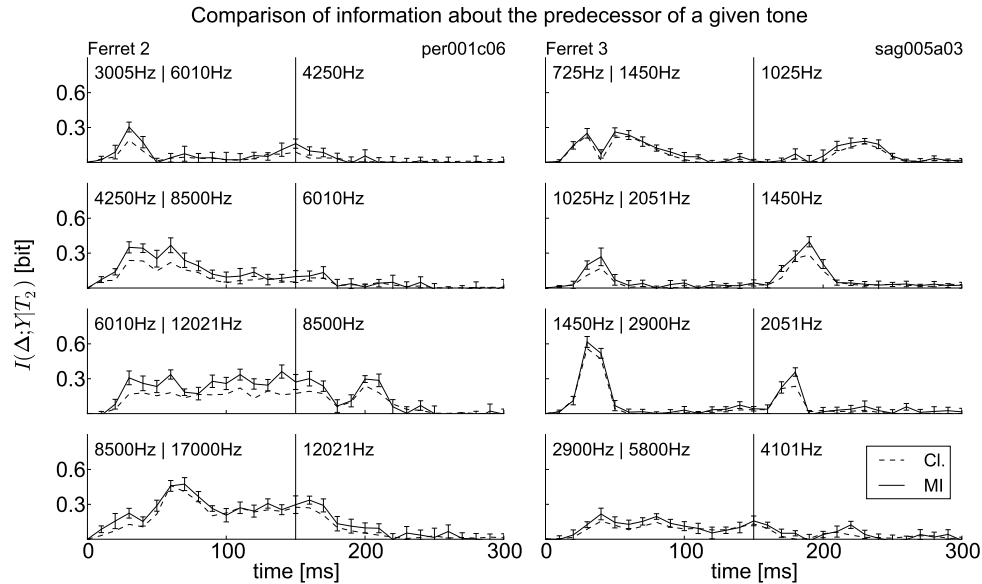 Comparison of information about the predecessor of a given tone
Ferret 2 per001c06
Ferret 3 sag005a03
3005Hz | 6010Hz 4250Hz
725Hz | 1450Hz 1025Hz
0.6
0.3
4250Hz | 8500Hz 6010Hz
1025Hz | 2051Hz 1450Hz
0.6
0.3
6010Hz | 12021Hz 8500Hz
1450Hz | 2900Hz 2051Hz
0.6
0.3
8500Hz | 17000Hz 12021Hz
2900Hz | 5800Hz 4101Hz
0.6
0.3
I(Δ;Y|T₂) [bit]
Cl.
MI
0 100 200 300
0 100 200 300
time [ms]
time [ms]